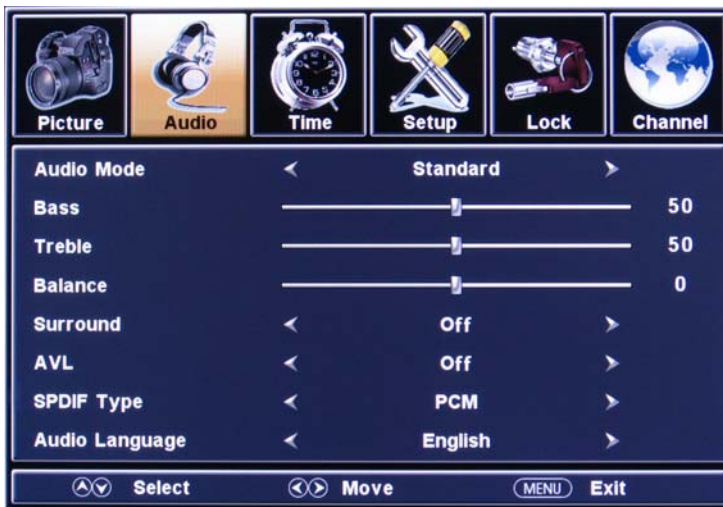 Picture Audio Time Setup Lock Channel
Audio Mode Standard
Bass 50
Treble 50
Balance 0
Surround Off
AVL Off
SPDIF Type PCM
Audio Language English
Select Move MENU Exit